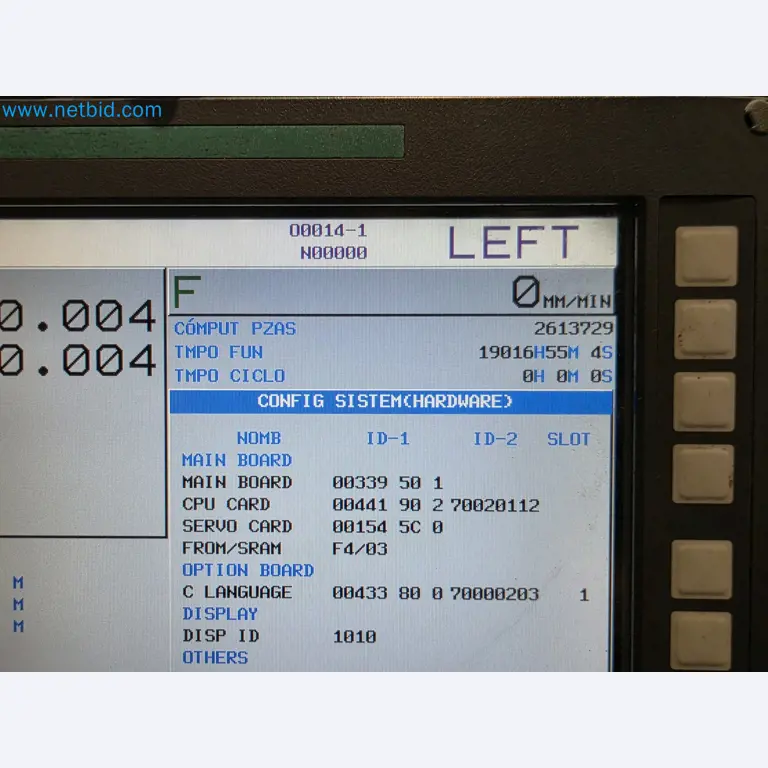 www.netbid.com
O0014-1
N00000
LEFT
0.004
0.004
F 0 MM/MIN
CÓMPUT PZAS 2613729
TMPO FUN 19016H55M 4S
TMPO CICLO 0H 0M 0S
CONFIG SISTEM(HARDWARE)
NOMB ID-1 ID-2 SLOT
MAIN BOARD
MAIN BOARD 00339 50 1
CPU CARD 00441 90 2 70020112
SERVO CARD 00154 5C 0
FROM/SRAM F4/03
OPTION BOARD
C LANGUAGE 00433 80 0 70000203 1
DISPLAY
DISP ID 1010
OTHERS
M
M
M